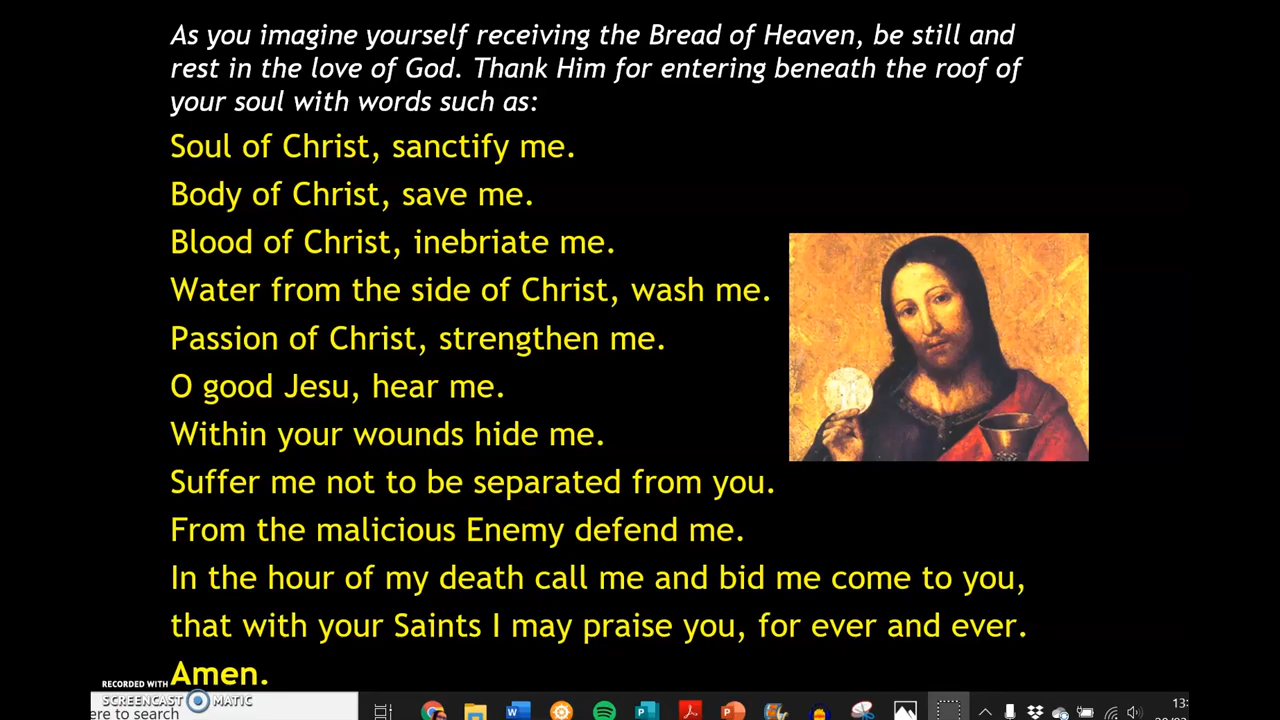 As you imagine yourself receiving the Bread of Heaven, be still and
rest in the love of God. Thank Him for entering beneath the roof of
your soul with words such as:
Soul of Christ, sanctify me.
Body of Christ, save me.
Blood of Christ, inebriate me.
Water from the side of Christ, wash me.
Passion of Christ, strengthen me.
O good Jesu, hear me.
Within your wounds hide me.
Suffer me not to be separated from you.
From the malicious Enemy defend me.
In the hour of my death call me and bid me come to you,
that with your Saints I may praise you, for ever and ever.
Amen.
RECORDED WITH
SCREENCAST MATIC
ere to search
13: